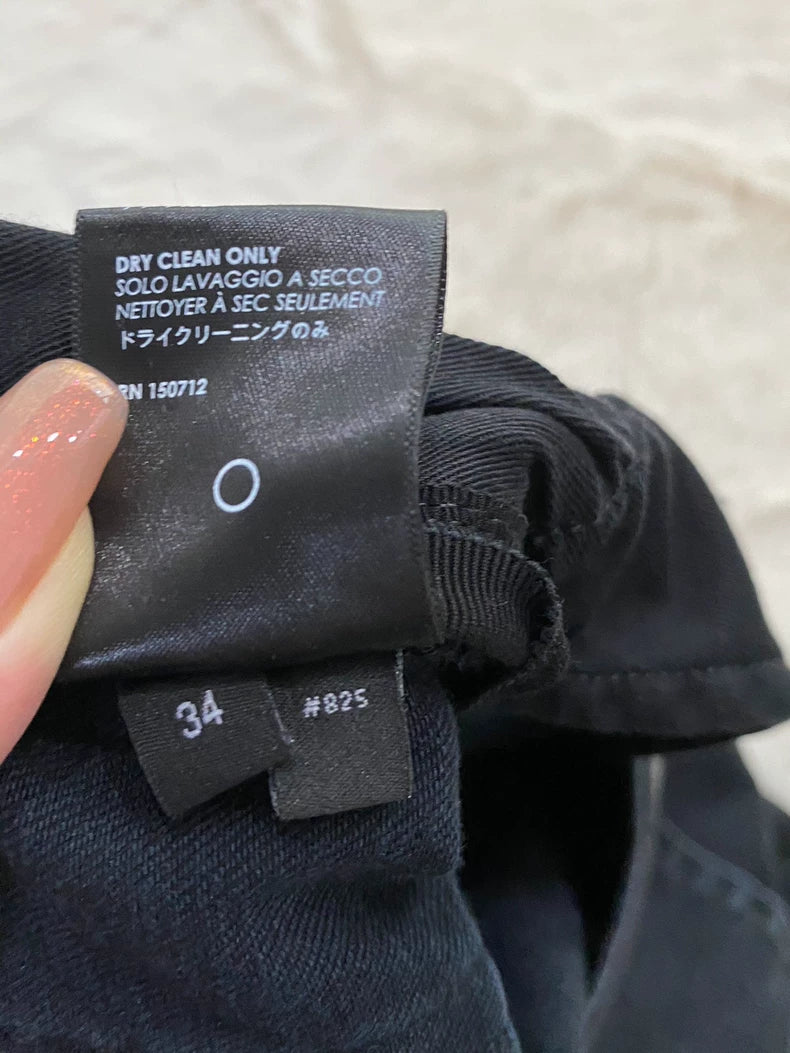 DRY CLEAN ONLY
SOLO LAVAGGIO A SECCO
NETTOYER À SEC SEULEMENT
ドライクリーニングのみ
RN 150712
34
#825